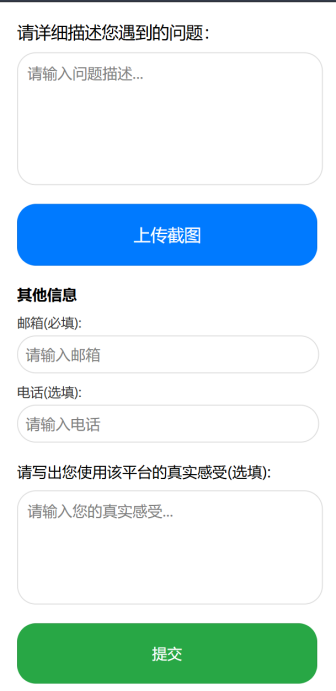 请详细描述您遇到的问题：
请输入问题描述...
上传截图
其他信息
邮箱(必填):
请输入邮箱
电话(选填):
请输入电话
请写出您使用该平台的真实感受(选填):
请输入您的真实感受...
提交